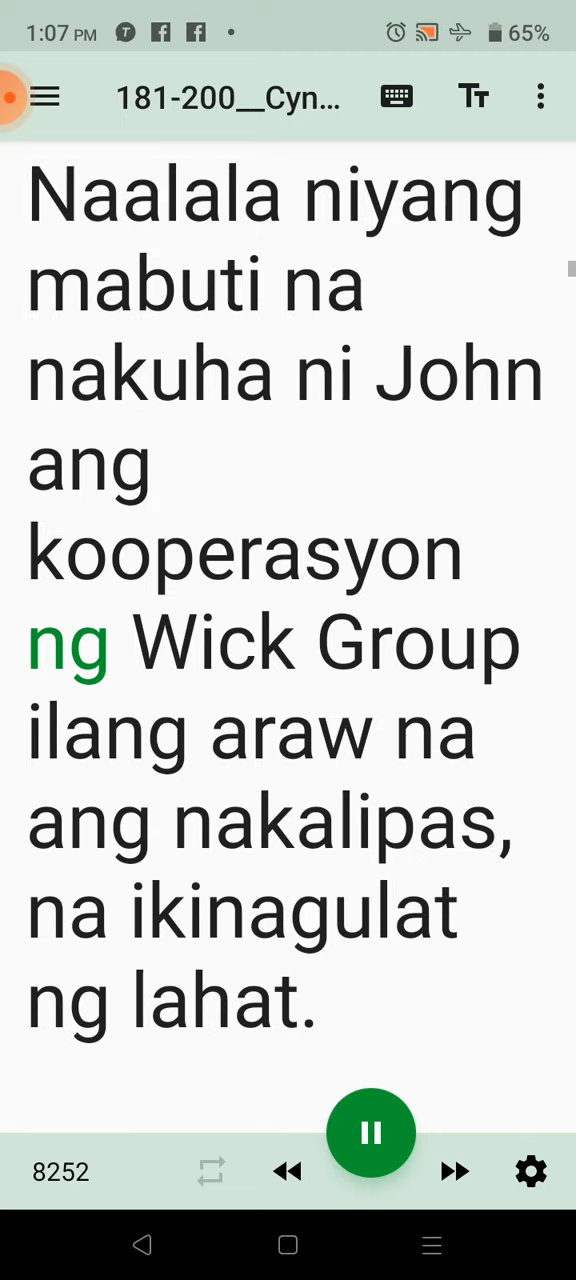 1:07 PM
65%
181-200__Cyn...
Naalala niyang
mabuti na
nakuha ni John
ang
kooperasyon
ng Wick Group
ilang araw na
ang nakalipas,
na ikinagulat
ng lahat.
8252